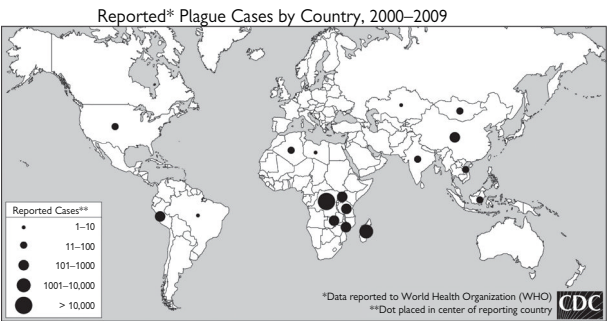 Reported* Plague Cases by Country, 2000–2009
Reported Cases**
1–10
11–100
101–1000
1001–10,000
> 10,000
*Data reported to World Health Organization (WHO)
**Dot placed in center of reporting country
CDC